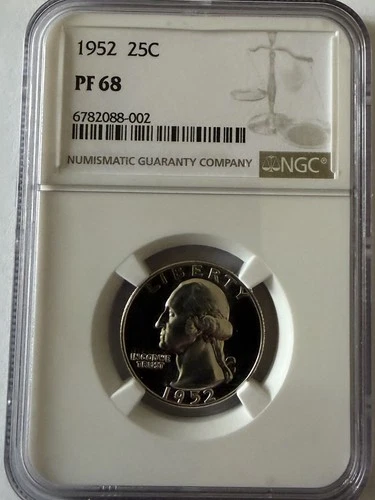 1952 25C
PF 68
6782088-002
NUMISMATIC GUARANTY COMPANY NGC®
LIBERTY
IN GOD WE
TRUST
1952